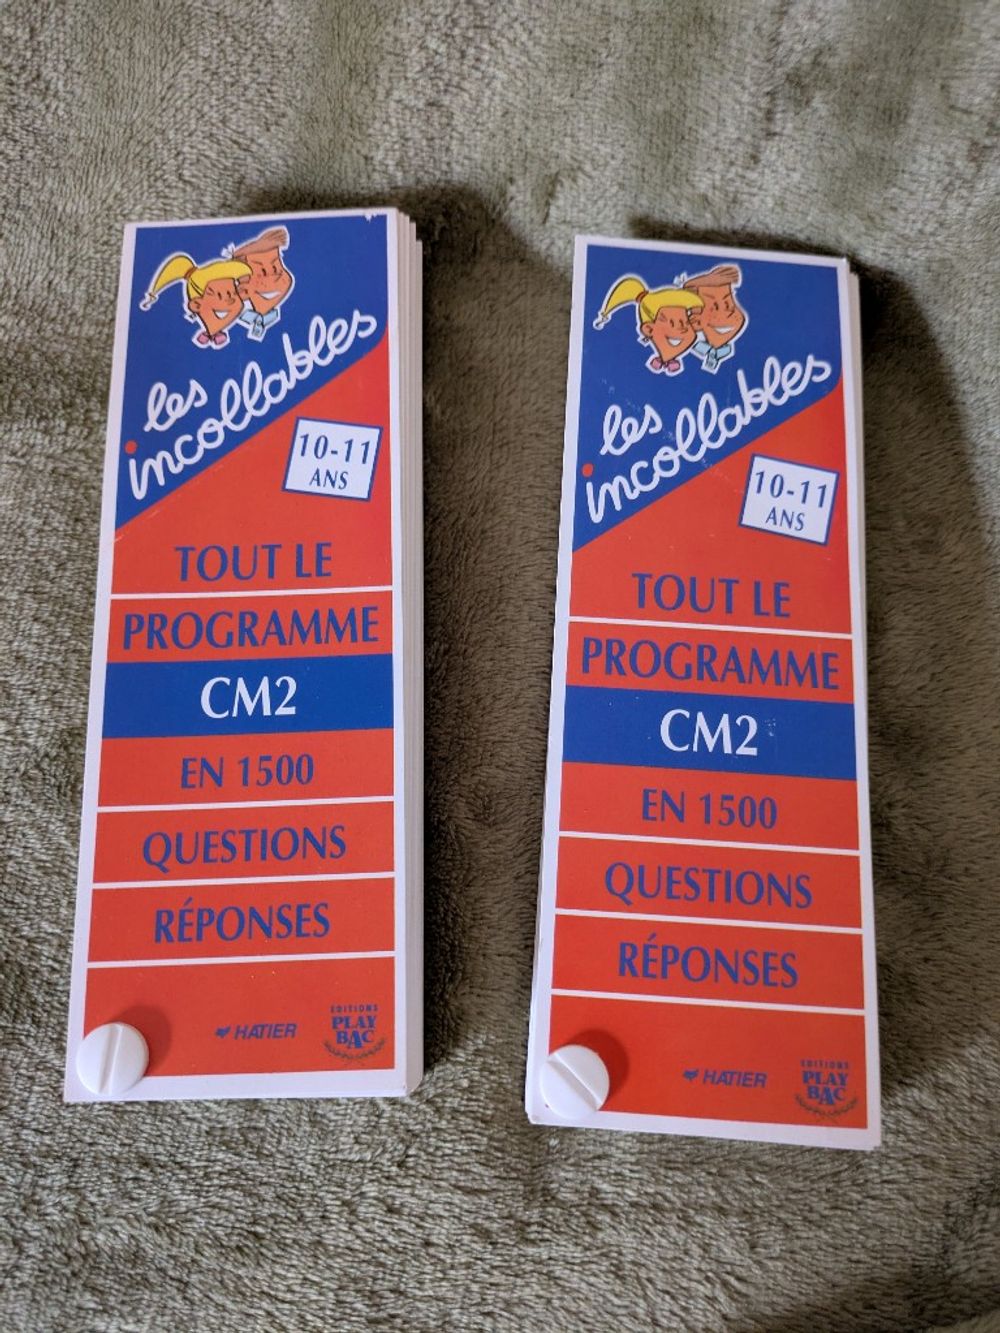 les
incollables
10-11
ANS
TOUT LE
PROGRAMME
CM2
EN 1500
QUESTIONS
RÉPONSES
HATIER
EDITIONS
PLAY
BAC
les
incollables
10-11
ANS
TOUT LE
PROGRAMME
CM2
EN 1500
QUESTIONS
RÉPONSES
HATIER
EDITIONS
PLAY
BAC